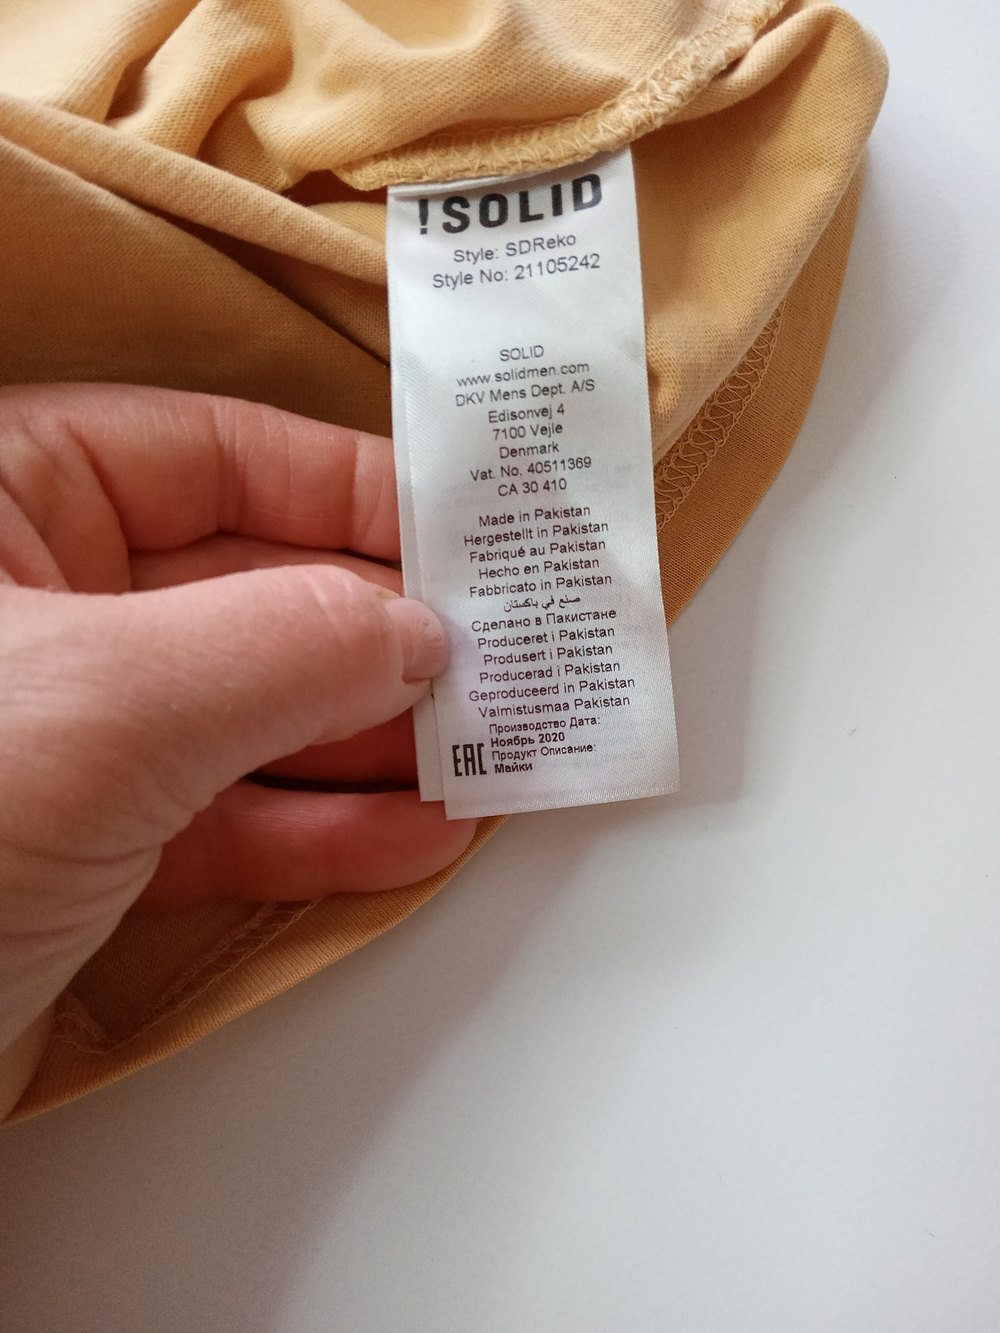 !SOLID
Style: SDReko
Style No: 21105242
SOLID
www.solidmen.com
DKV Mens Dept. A/S
Edisonvej 4
7100 Vejle
Denmark
Vat. No. 40511369
CA 30 410
Made in Pakistan
Hergestellt in Pakistan
Fabriqué au Pakistan
Hecho en Pakistan
Fabbricato in Pakistan
صنع في باكستان
Сделано в Пакистане
Produceret i Pakistan
Produsert i Pakistan
Producerad i Pakistan
Geproduceerd in Pakistan
Valmistusmaa Pakistan
Производство Дата:
Ноябрь 2020
Продукт Описание:
Майки
EAC